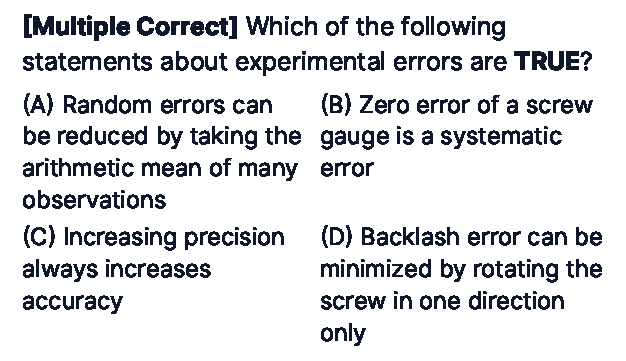 [Multiple Correct] Which of the following
statements about experimental errors are TRUE?
(A) Random errors can
be reduced by taking the
arithmetic mean of many
observations
(B) Zero error of a screw
gauge is a systematic
error
(C) Increasing precision
always increases
accuracy
(D) Backlash error can be
minimized by rotating the
screw in one direction
only